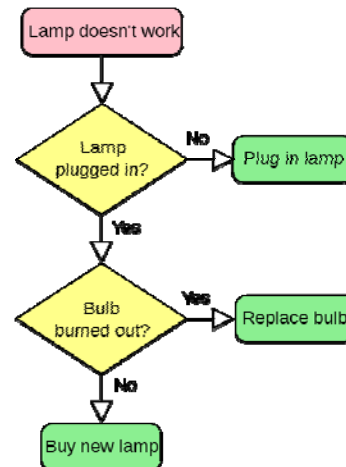 Lamp doesn't work
Lamp
plugged in?
No
Plug in lamp
Yes
Bulb
burned out?
Yes
Replace bulb
No
Buy new lamp